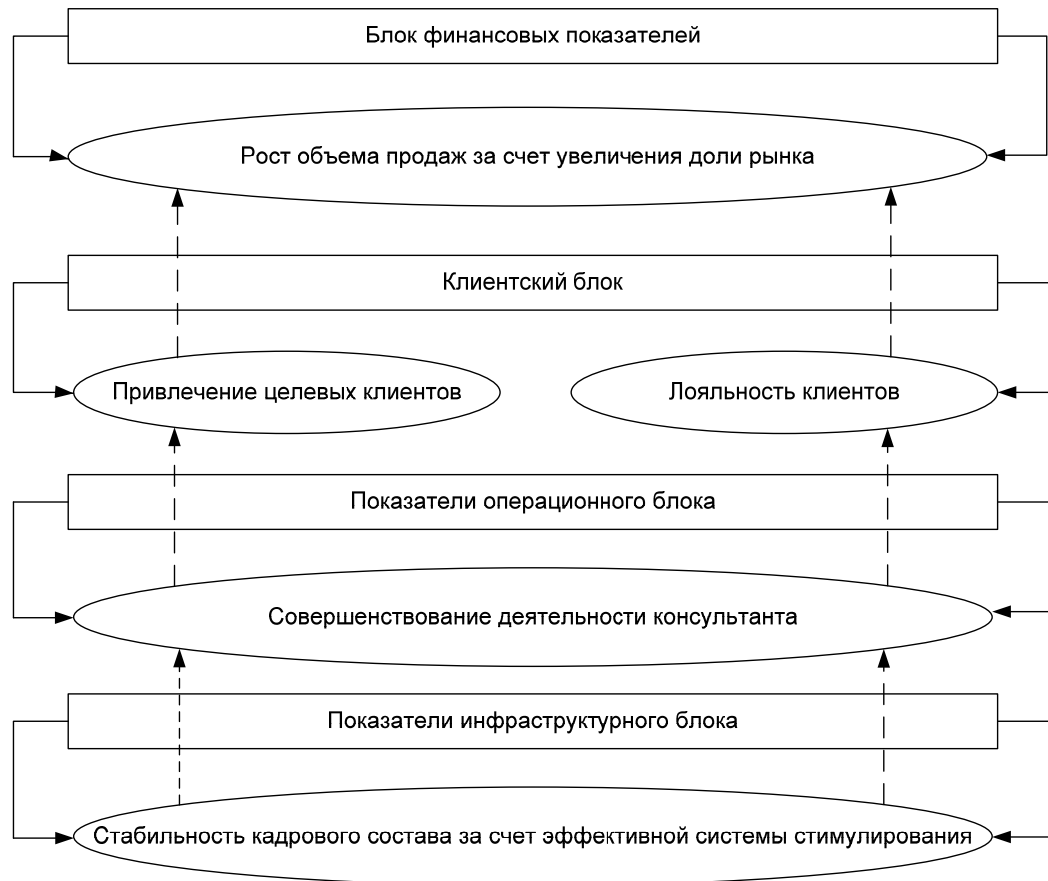 Блок финансовых показателей
Рост объема продаж за счет увеличения доли рынка
Клиентский блок
Привлечение целевых клиентов
Лояльность клиентов
Показатели операционного блока
Совершенствование деятельности консультанта
Показатели инфраструктурного блока
Стабильность кадрового состава за счет эффективной системы стимулирования